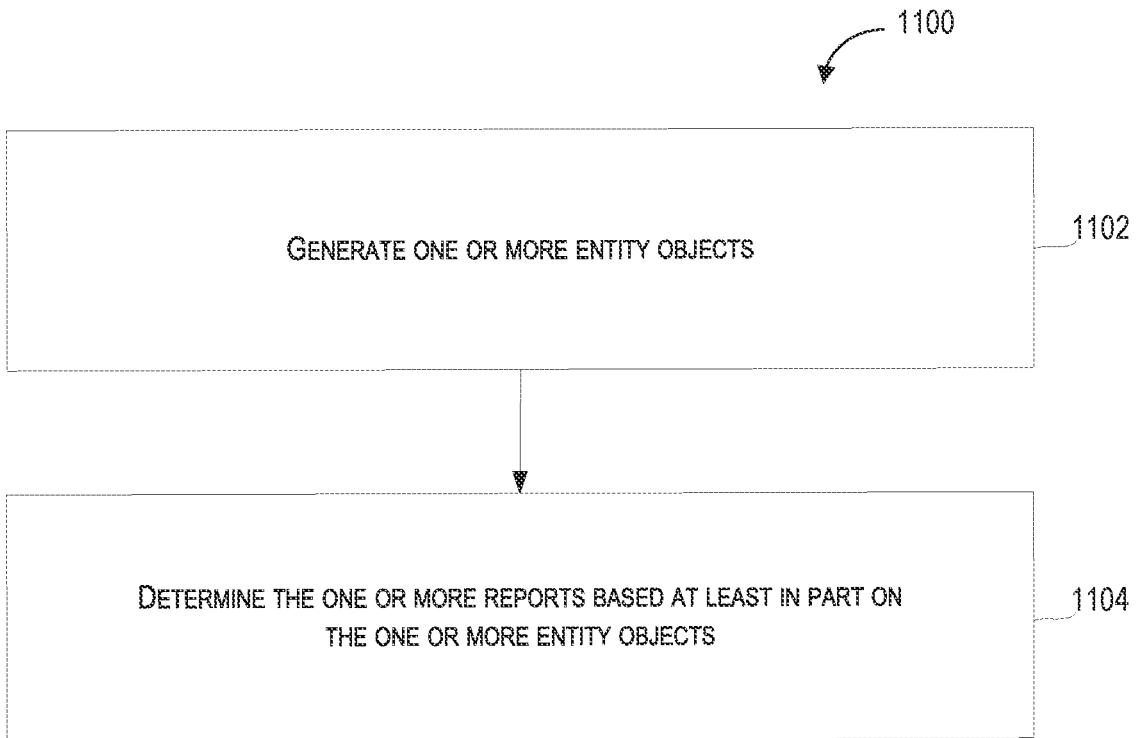 1100
GENERATE ONE OR MORE ENTITY OBJECTS
1102
DETERMINE THE ONE OR MORE REPORTS BASED AT LEAST IN PART ON
THE ONE OR MORE ENTITY OBJECTS
1104